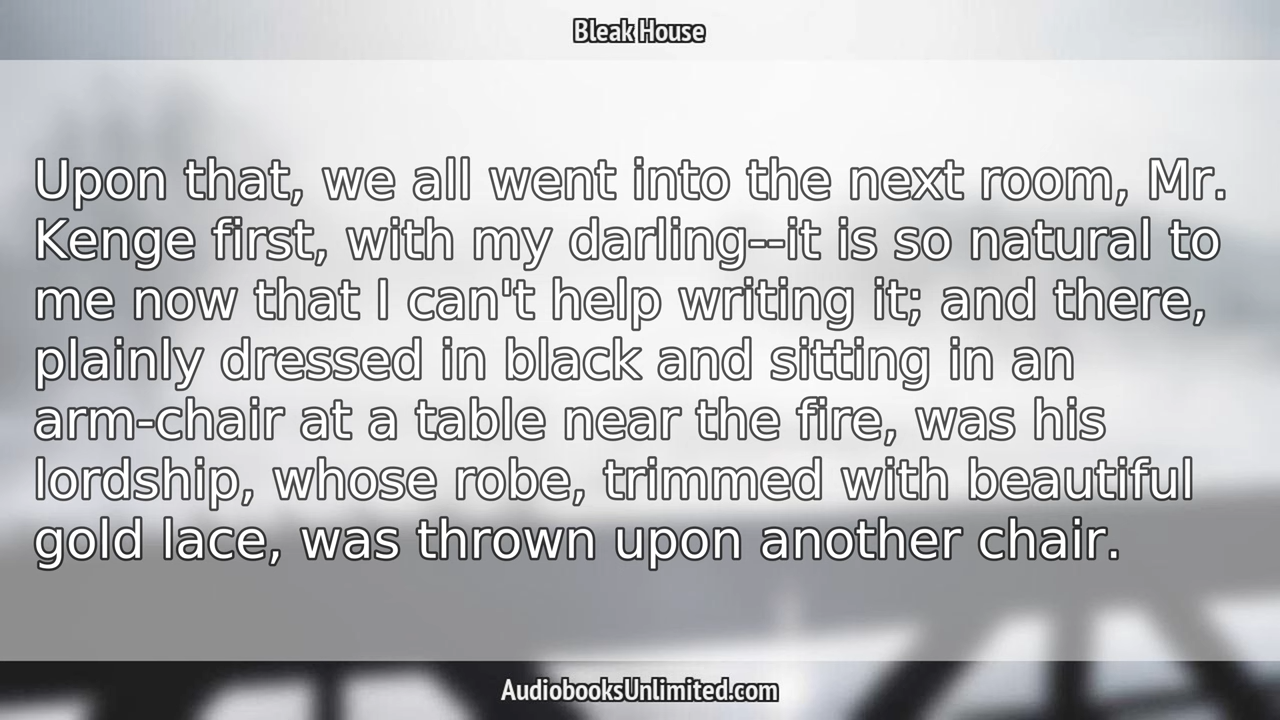 Bleak House
Upon that, we all went into the next room, Mr.
Kenge first, with my darling--it is so natural to
me now that I can't help writing it; and there,
plainly dressed in black and sitting in an
arm-chair at a table near the fire, was his
lordship, whose robe, trimmed with beautiful
gold lace, was thrown upon another chair.
AudiobooksUnlimited.com